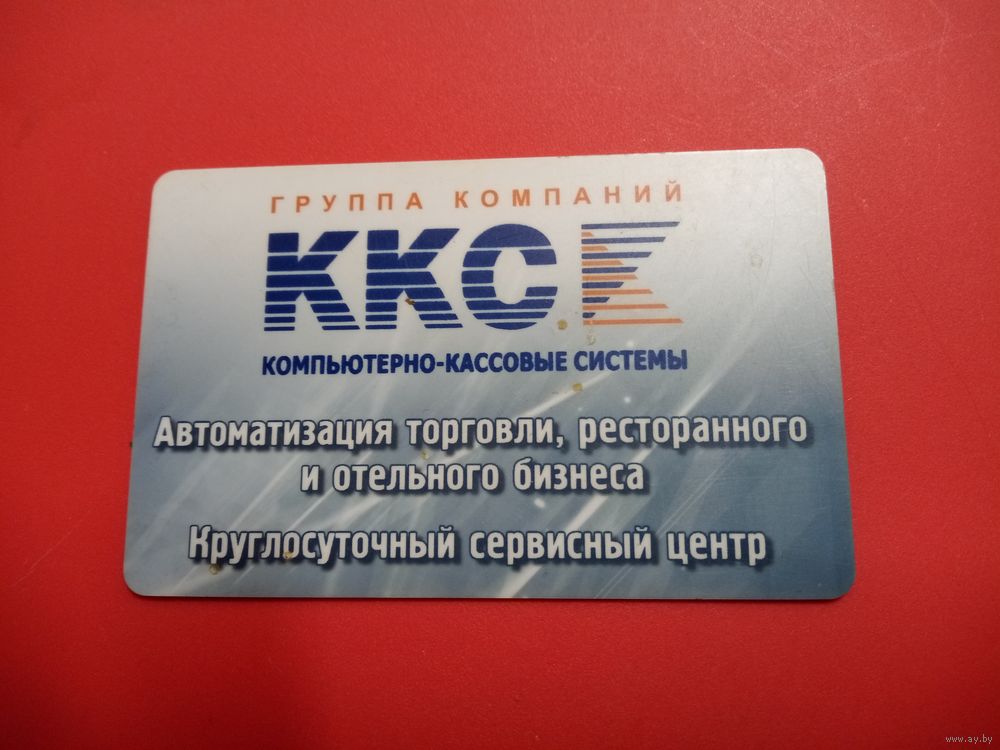 ГРУППА КОМПАНИЙ
ККС
КОМПЬЮТЕРНО-КАССОВЫЕ СИСТЕМЫ
Автоматизация торговли, ресторанного
и отельного бизнеса
Круглосуточный сервисный центр
www.ay.by